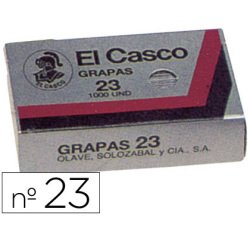 El Casco
EL CASCO
GRAPAS
23
1000 UND
GRAPAS 23
OLAVE, SOLOZABAL y CIA., S.A.
nº 23